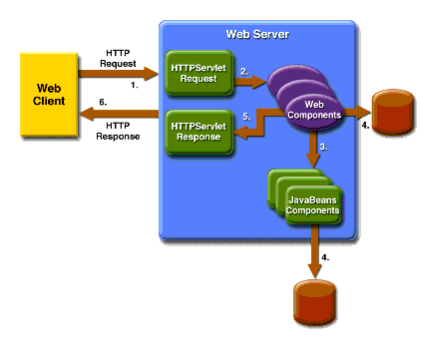 Web Server
HTTP
Request
1.
HTTPServlet
Request
2.
Web
Client
6.
HTTP
Response
HTTPServlet
Response
5.
Web
Components
4.
3.
JavaBeans
Components
4.